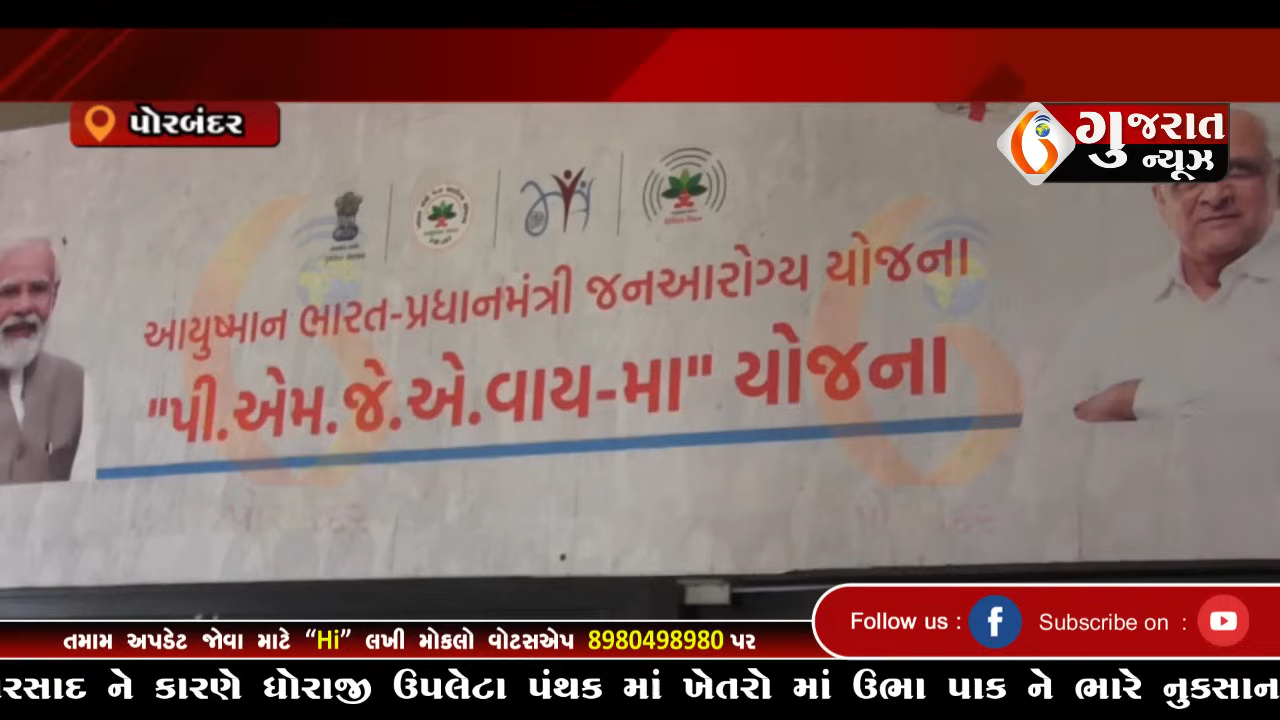 પોરબંદર
ગુજરાત
ન્યૂઝ
આયુષ્માન ભારત-પ્રધાનમંત્રી જનઆરોગ્ય યોજના
"પી.એમ.જે.એ.વાય-મા" યોજના
Follow us :
Subscribe on :
તમામ અપડેટ જોવા માટે “Hi” લખી મોકલો વોટસએપ 8980498980 પર
રસાદ ને કારણે ધોરાજી ઉપલેટા પંથક માં ખેતરો માં ઉભા પાક ને ભારે નુકસાન